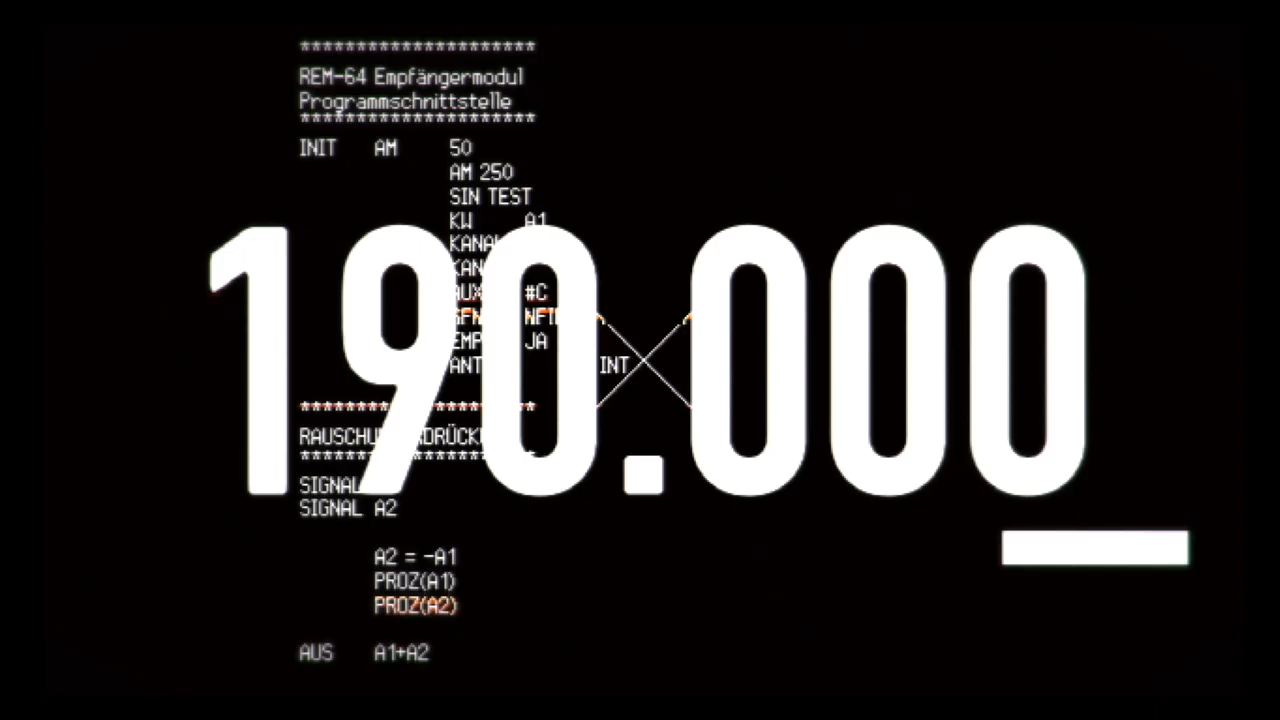 *********************
REM-64 Empfängermodul
Programmschnittstelle
*********************
INIT AM 50
AM 250
SIN TEST
KW A1
#C
JA
INT
190.000
*********************
*********************
SIGNAL
SIGNAL A2
A2 = -A1
PROZ(A1)
PROZ(A2)
AUS A1+A2